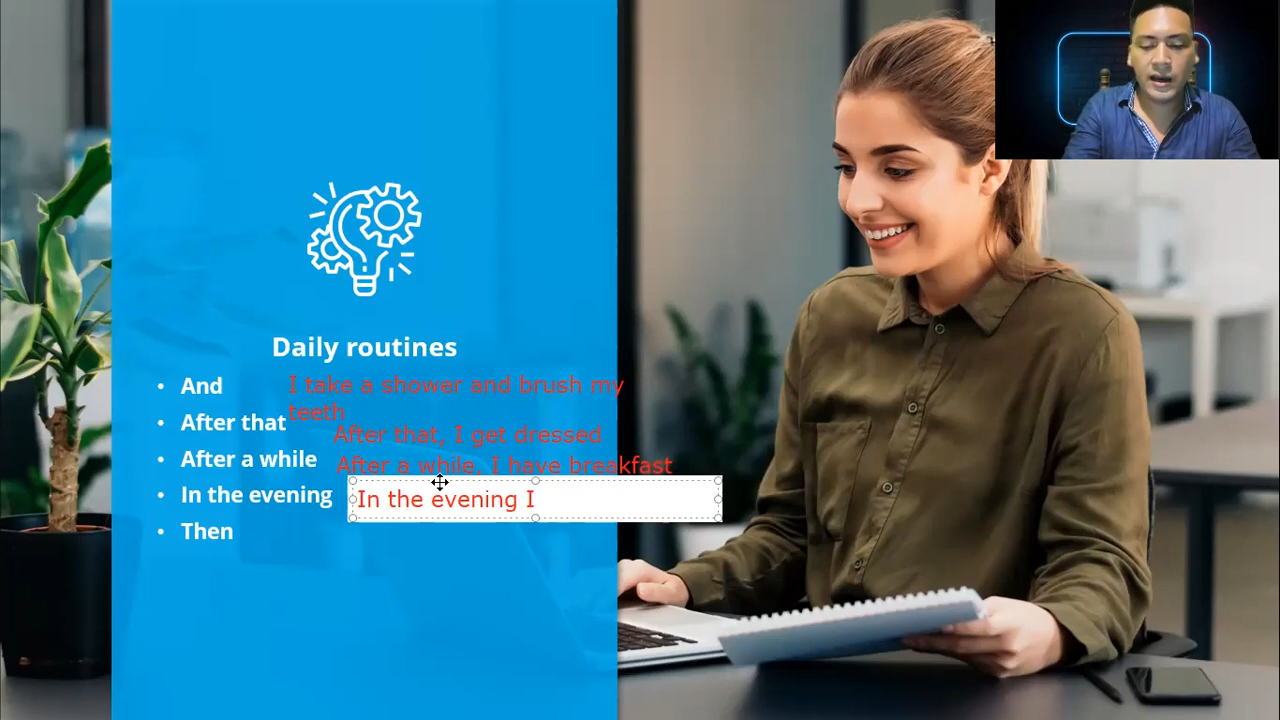 Daily routines
• And
I take a shower and brush my
teeth
• After that
After that, I get dressed
• After a while
After a while, I have breakfast
• In the evening
In the evening I
• Then